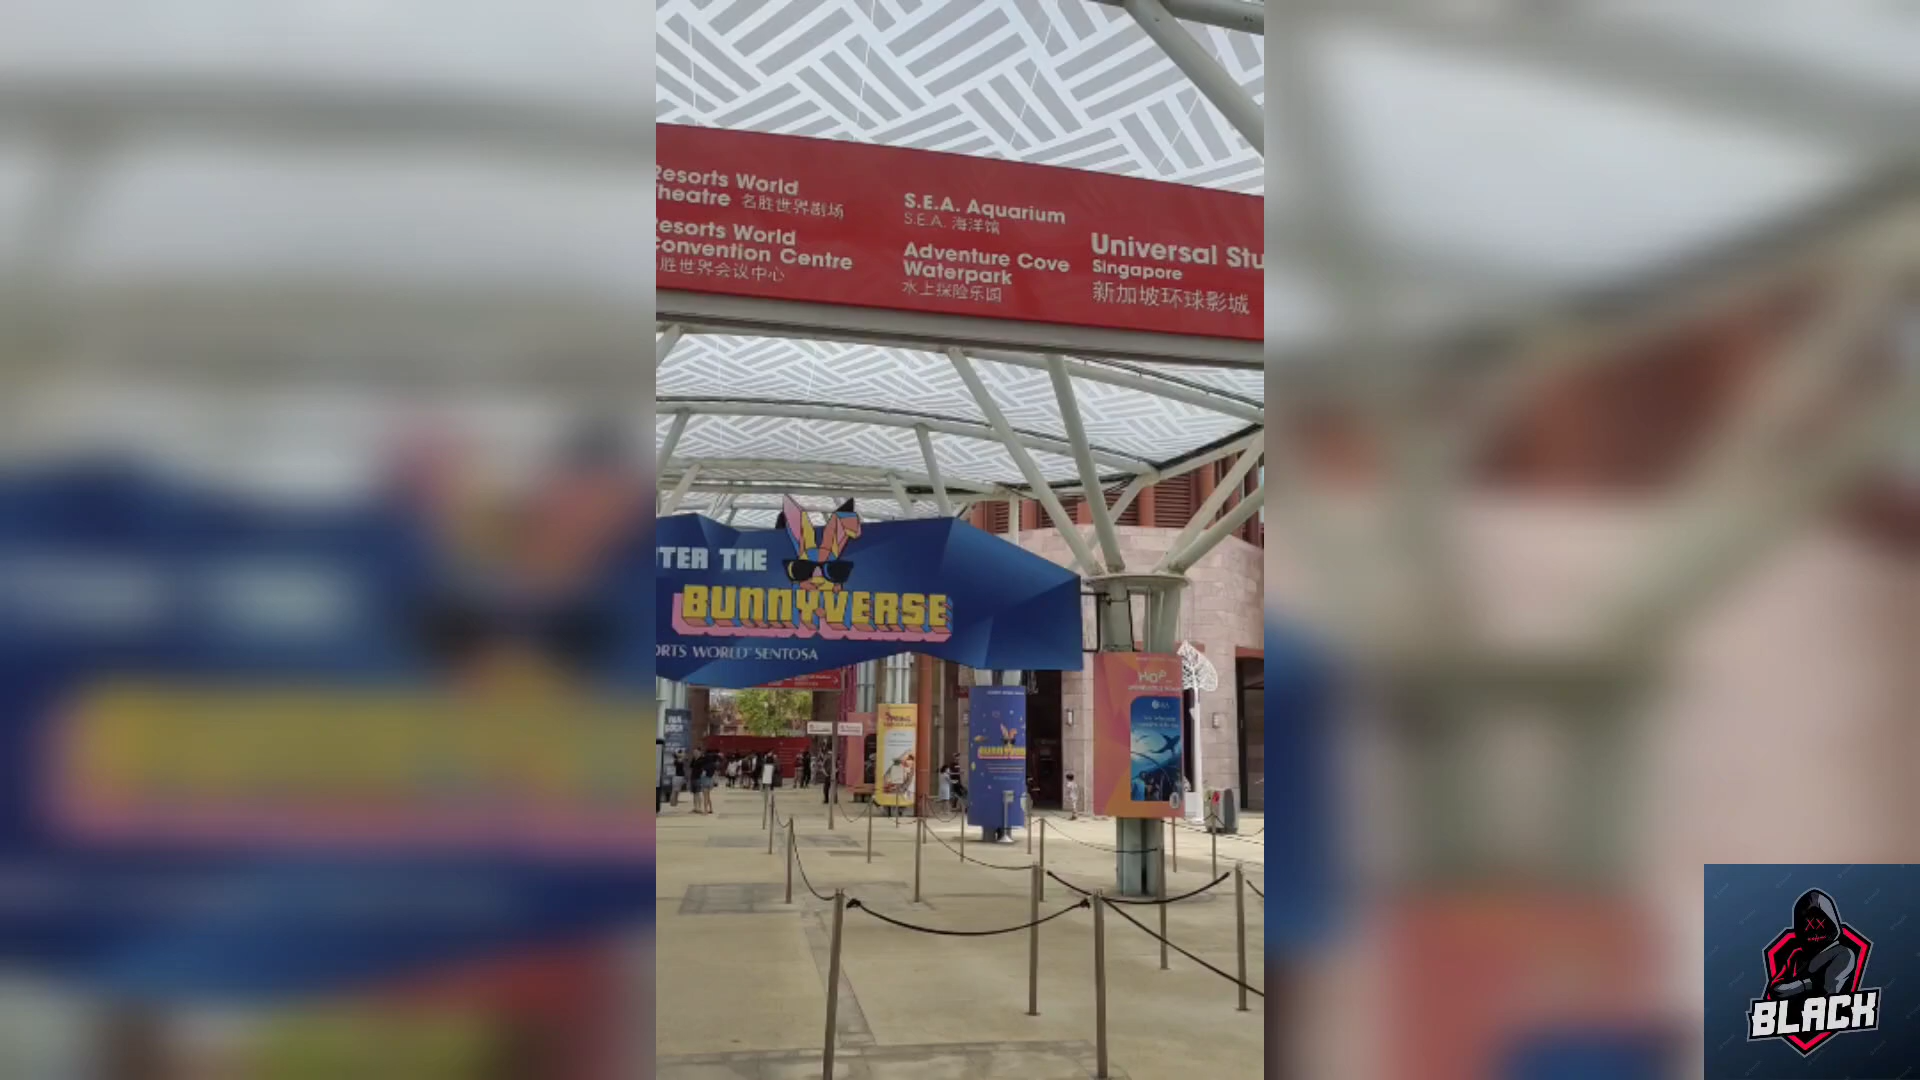 Resorts World
Theatre 名胜世界剧场
Resorts World
Convention Centre
胜世界会议中心
S.E.A. Aquarium
S.E.A. 海洋馆
Adventure Cove
Waterpark
水上探险乐园
Universal Stu
Singapore
新加坡环球影城
TER THE
BUNNYVERSE
ORTS WORLD SENTOSA
HOP
BUNNYVERSE
BLACK